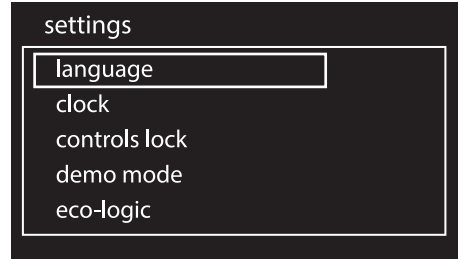 settings
language
clock
controls lock
demo mode
eco-logic